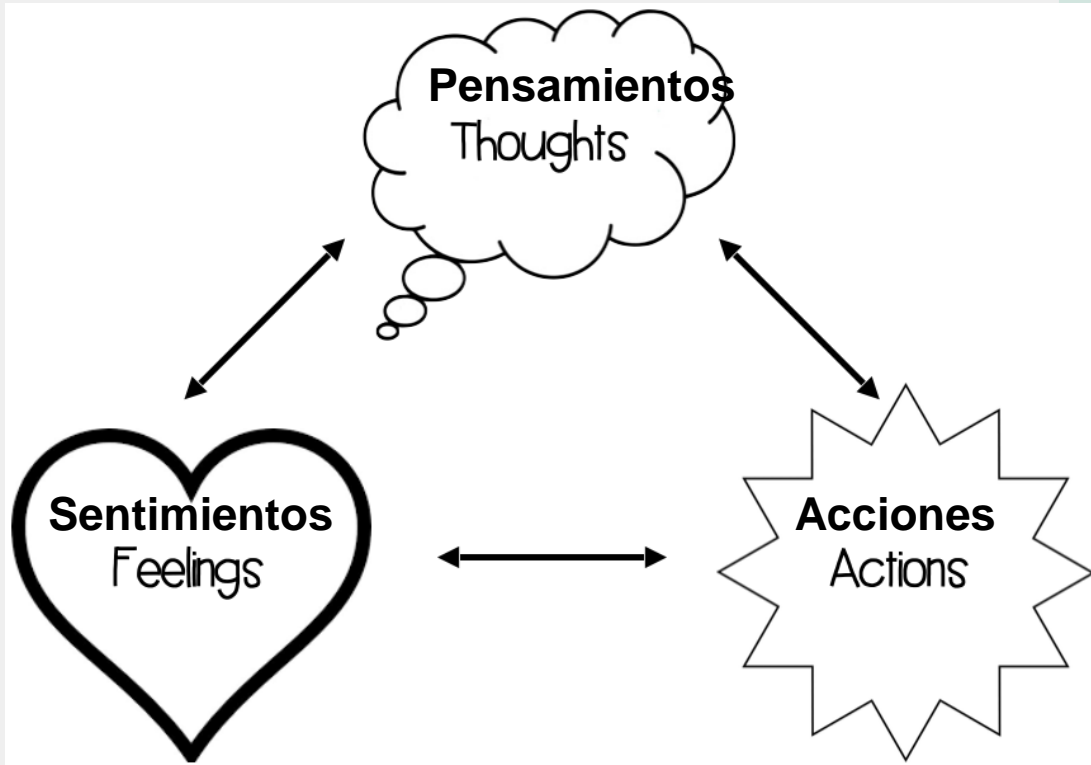 Pensamientos
Thoughts
Sentimientos
Feelings
Acciones
Actions